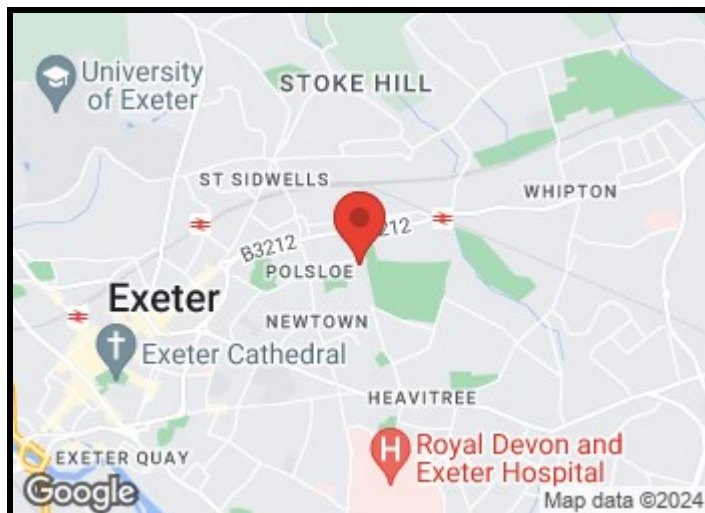 University
of Exeter
STOKE HILL
ST SIDWELLS
WHIPTON
B3212
212
POLSLOE
Exeter
NEWTOWN
Exeter Cathedral
HEAVITREE
EXETER QUAY
H
Royal Devon and
Exeter Hospital
Google
Map data ©2024